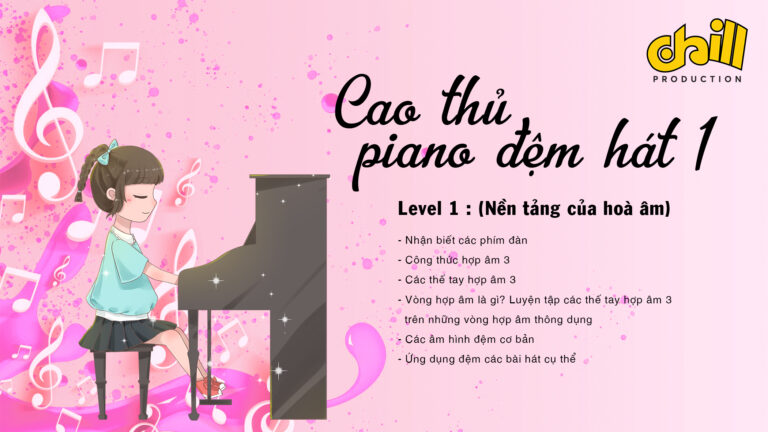 chill
PRODUCTION
Cao thủ
piano đệm hát 1
Level 1 : (Nền tảng của hoà âm)
- Nhận biết các phím đàn
- Công thức hợp âm 3
- Các thế tay hợp âm 3
- Vòng hợp âm là gì? Luyện tập các thế tay hợp âm 3
trên những vòng hợp âm thông dụng
- Các âm hình đệm cơ bản
- Ứng dụng đệm các bài hát cụ thể